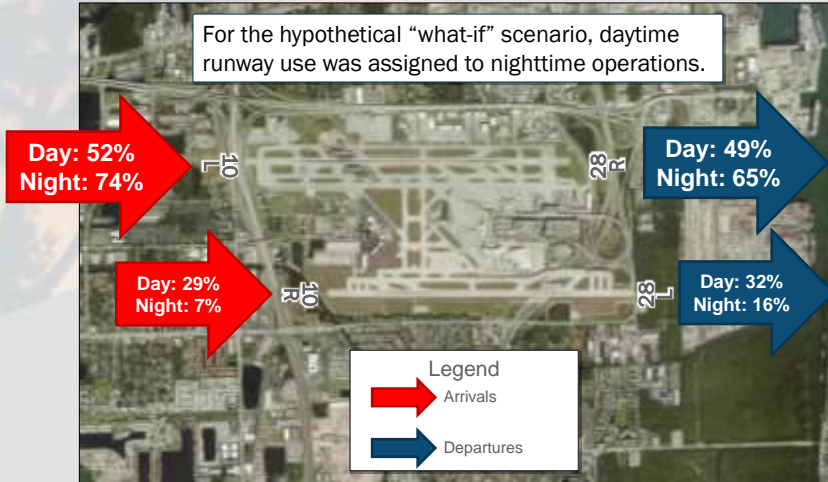 For the hypothetical “what-if” scenario, daytime
runway use was assigned to nighttime operations.
Day: 52%
Night: 74%
10
L
28
R
Day: 49%
Night: 65%
Day: 29%
Night: 7%
10
R
28
L
Day: 32%
Night: 16%
Legend
Arrivals
Departures